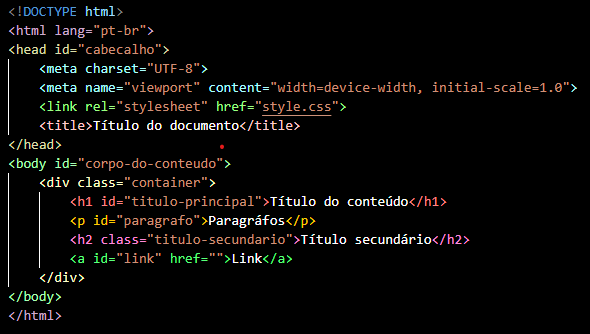 <!DOCTYPE html>
<html lang="pt-br">
<head id="cabecalho">
<meta charset="UTF-8">
<meta name="viewport" content="width=device-width, initial-scale=1.0">
<link rel="stylesheet" href="style.css">
<title>Título do documento</title>
</head>
<body id="corpo-do-conteudo">
<div class="container">
<h1 id="titulo-principal">Título do conteúdo</h1>
<p id="paragrafo">Paragráfos</p>
<h2 class="titulo-secundario">Título secundário</h2>
<a id="link" href="">Link</a>
</div>
</body>
</html>